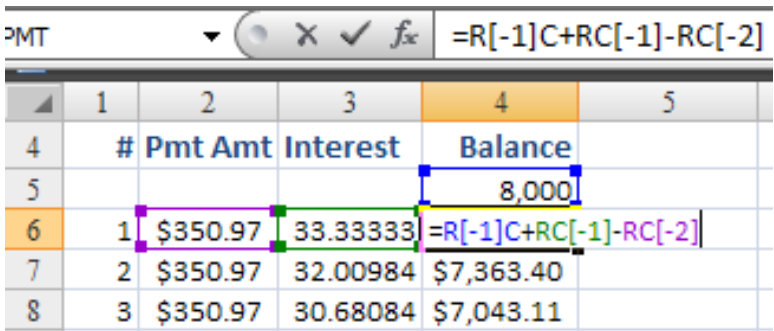 PMT fx =R[-1]C+RC[-1]-RC[-2]
1 2 3 4 5
4 # Pmt Amt Interest Balance
5 8,000
6 1 $350.97 33.33333 =R[-1]C+RC[-1]-RC[-2]
7 2 $350.97 32.00984 $7,363.40
8 3 $350.97 30.68084 $7,043.11